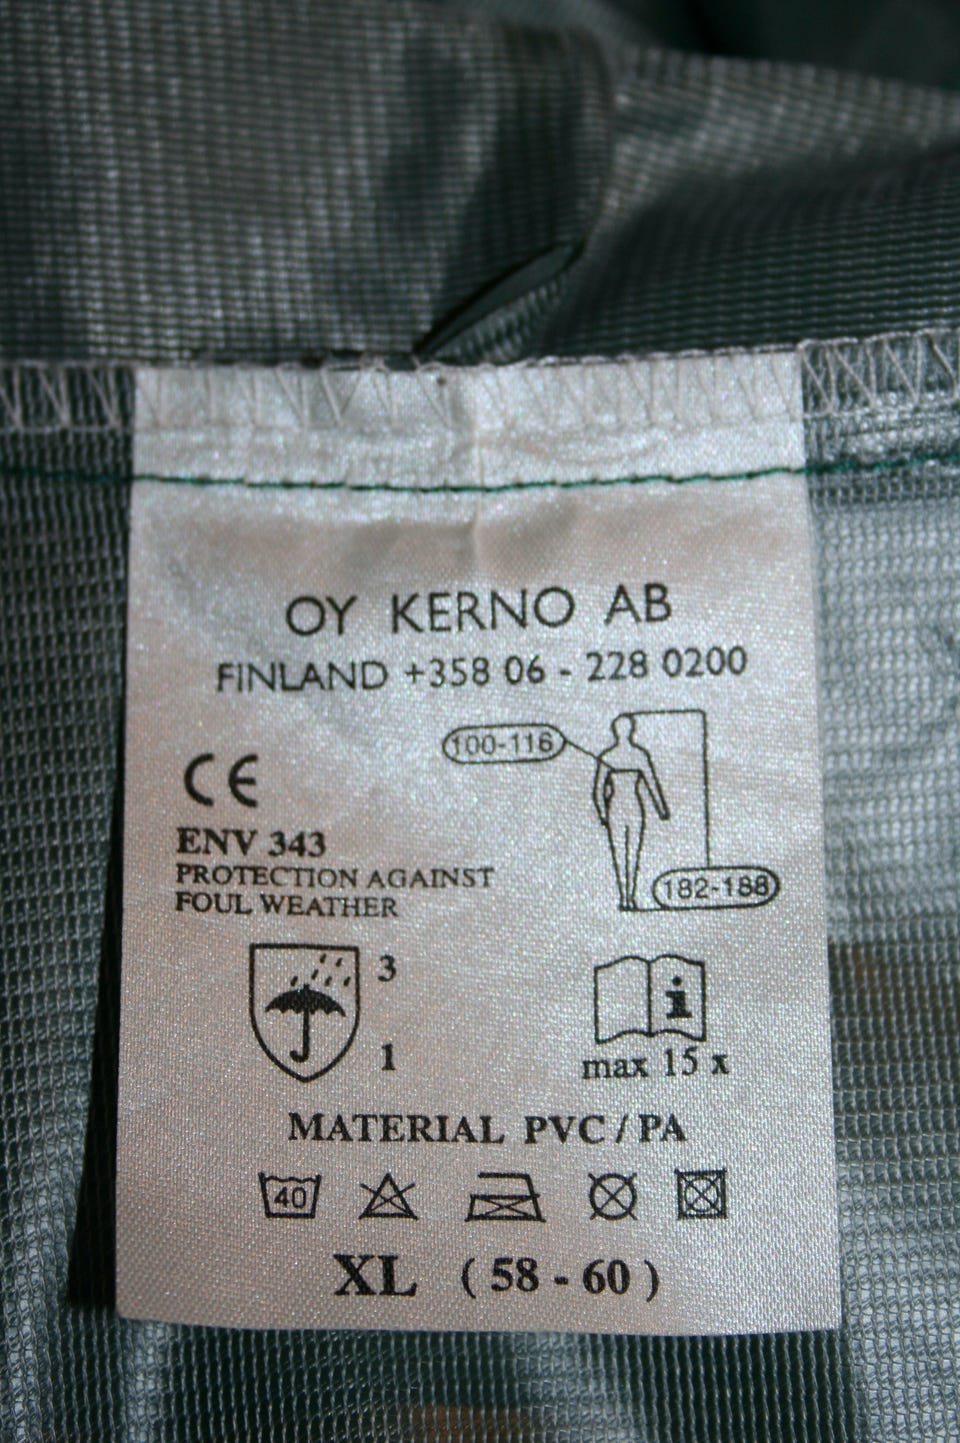 OY KERNO AB
FINLAND +358 06 - 228 0200
100-116
CE
ENV 343
PROTECTION AGAINST
FOUL WEATHER
182-188
3
1
i
max 15 x
MATERIAL PVC / PA
40
XL ( 58 - 60 )